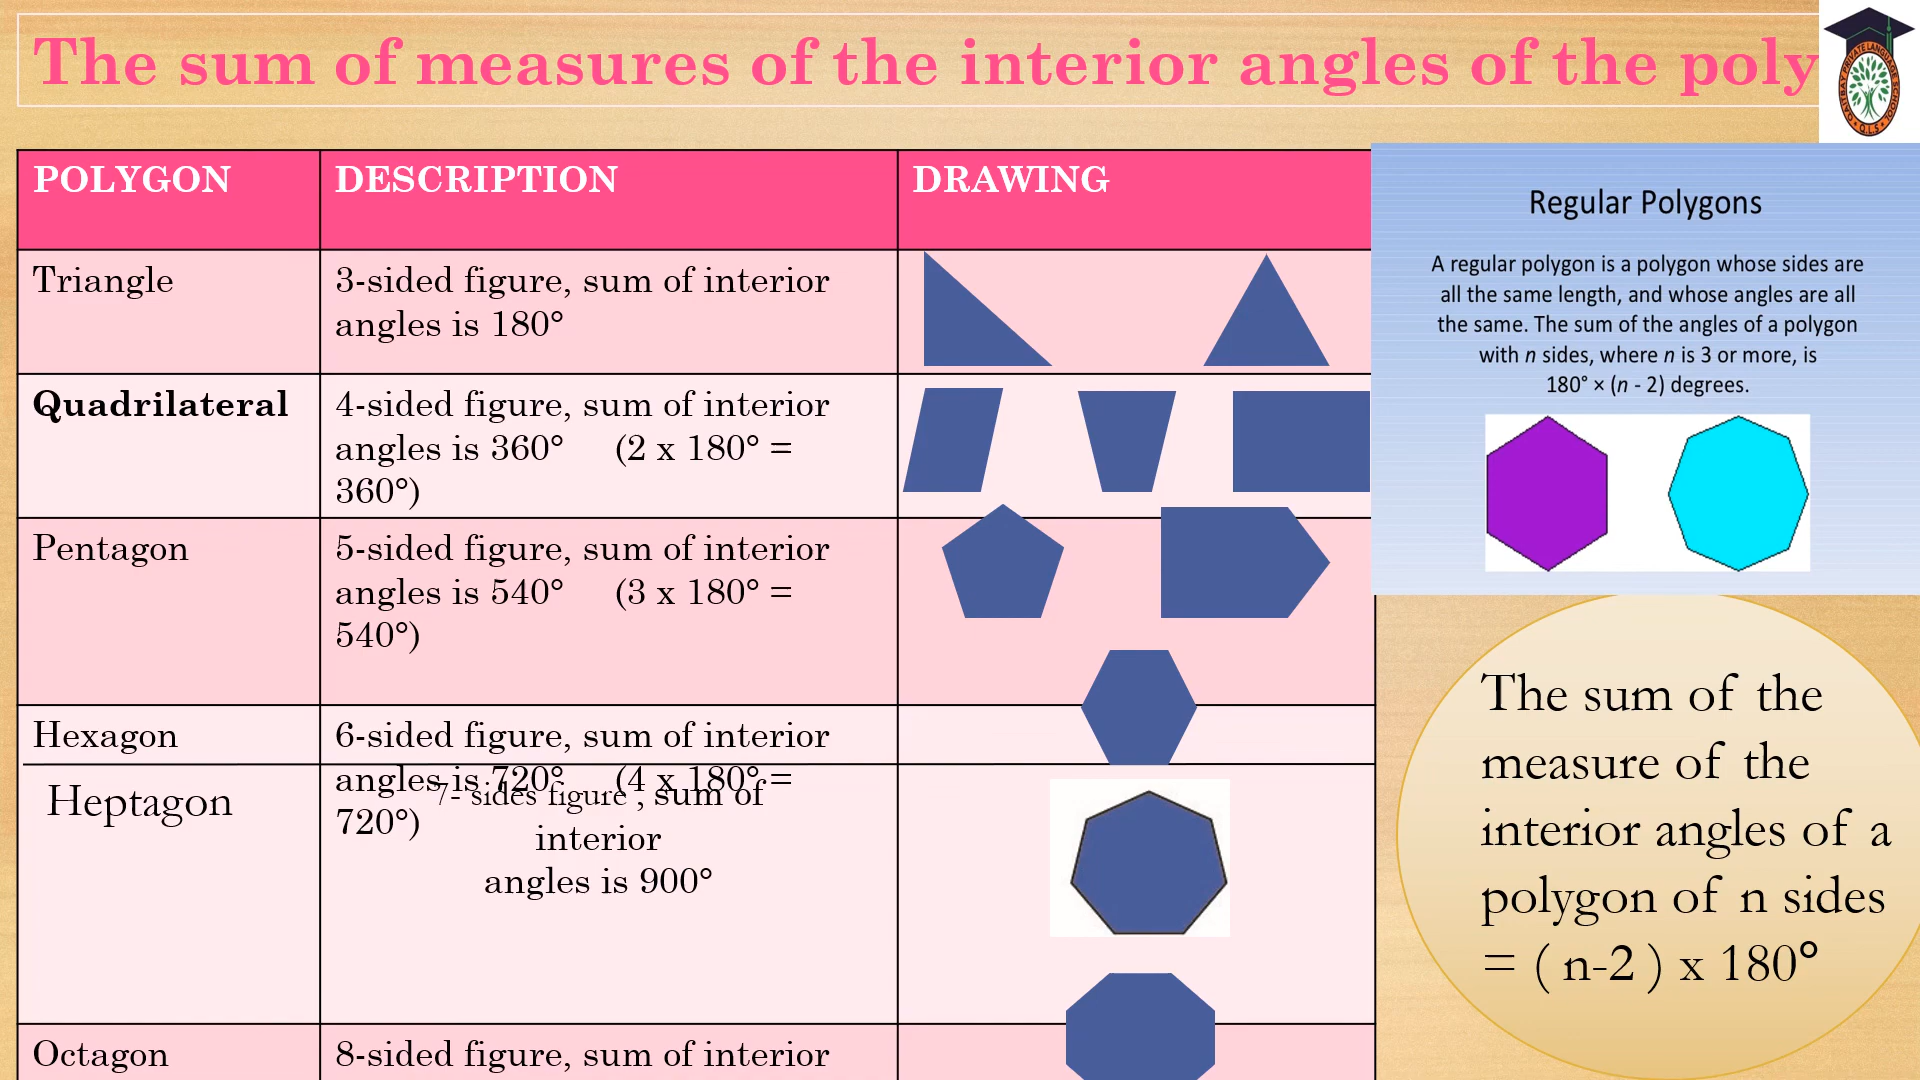 The sum of measures of the interior angles of the poly
POLYGON
DESCRIPTION
DRAWING
Triangle
3-sided figure, sum of interior
angles is 180°
Quadrilateral
4-sided figure, sum of interior
angles is 360° (2 x 180° =
360°)
Pentagon
5-sided figure, sum of interior
angles is 540° (3 x 180° =
540°)
Hexagon
6-sided figure, sum of interior
angles is 720° (4 x 180° =
720°)
Heptagon
7- sides figure , sum of
interior
angles is 900°
Octagon
8-sided figure, sum of interior
Regular Polygons
A regular polygon is a polygon whose sides are
all the same length, and whose angles are all
the same. The sum of the angles of a polygon
with n sides, where n is 3 or more, is
180° × (n - 2) degrees.
The sum of the
measure of the
interior angles of a
polygon of n sides
= ( n-2 ) x 180°